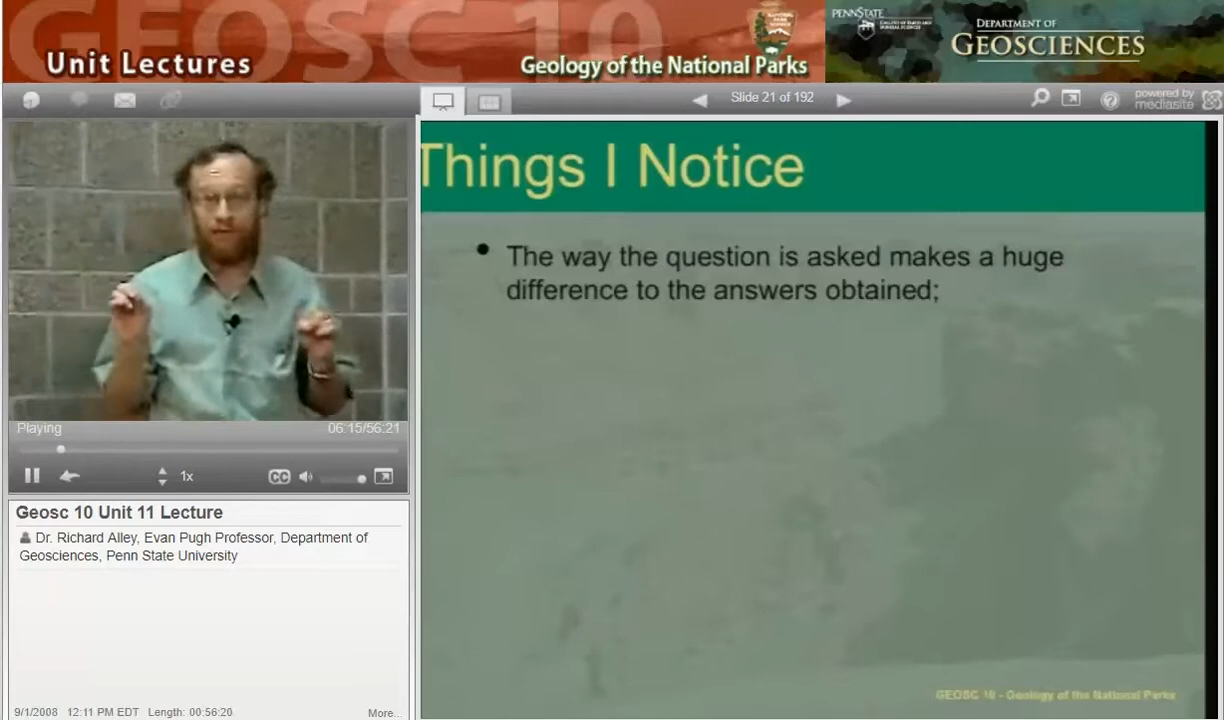 GEOSC 10
Unit Lectures
Geology of the National Parks
PENNSTATE
DEPARTMENT OF
GEOSCIENCES
Slide 21 of 192
powered by
mediasite
Things I Notice
• The way the question is asked makes a huge
difference to the answers obtained;
GEOSC 10 - Geology of the National Parks
Playing
06:15/56:21
1x
CC
Geosc 10 Unit 11 Lecture
Dr. Richard Alley, Evan Pugh Professor, Department of
Geosciences, Penn State University
9/1/2008 12:11 PM EDT Length: 00:56:20
More...